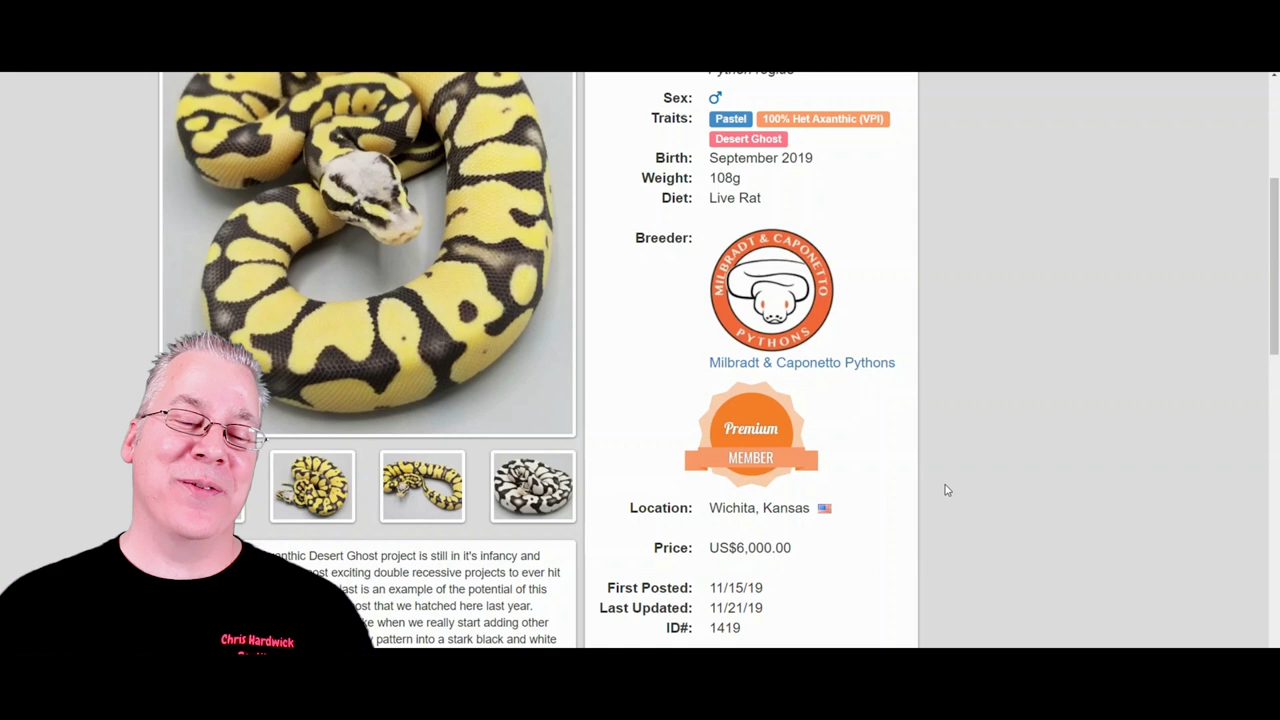 Python regius
Sex:
Traits: Pastel 100% Het Axanthic (VPI)
Desert Ghost
Birth: September 2019
Weight: 108g
Diet: Live Rat
Breeder:
MILBRADT & CAPONETTO
PYTHONS
Milbradt & Caponetto Pythons
Premium
MEMBER
Location: Wichita, Kansas
Price: US$6,000.00
First Posted: 11/15/19
Last Updated: 11/21/19
ID#: 1419
Desert Ghost project is still in it's infancy and
exciting double recessive projects to ever hit
is an example of the potential of this
that we hatched here last year.
when we really start adding other
pattern into a stark black and white
Chris Hardwick